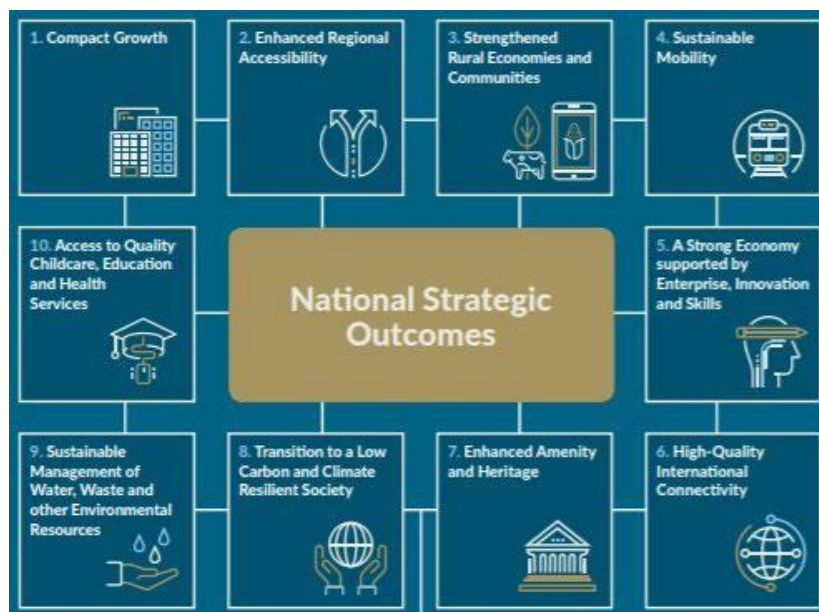 1. Compact Growth
2. Enhanced Regional
Accessibility
3. Strengthened
Rural Economies and
Communities
4. Sustainable
Mobility
10. Access to Quality
Childcare, Education
and Health
Services
National Strategic
Outcomes
5. A Strong Economy
supported by
Enterprise, Innovation
and Skills
9. Sustainable
Management of
Water, Waste and
other Environmental
Resources
8. Transition to a Low
Carbon and Climate
Resilient Society
7. Enhanced Amenity
and Heritage
6. High-Quality
International
Connectivity